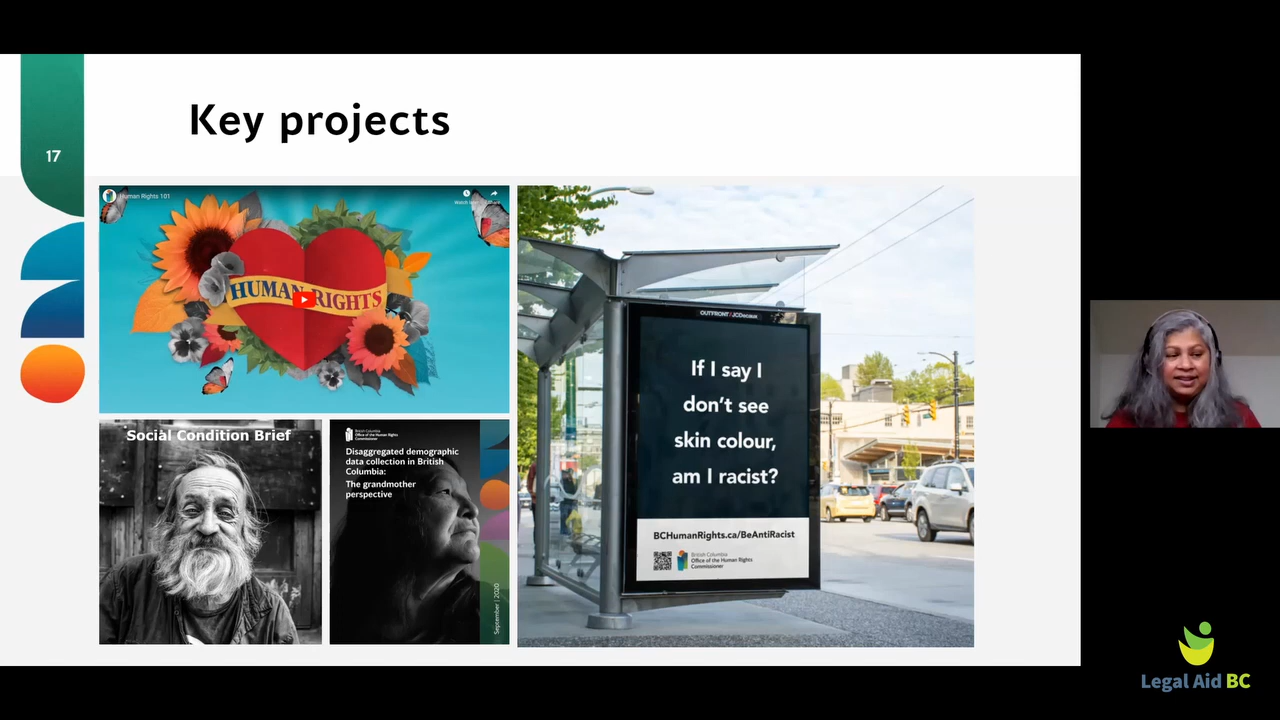 Key projects
17
Human Rights 101
Share
HUMAN RIGHTS
Social Condition Brief
British Columbia
Office of the Human Rights
Commissioner
Disaggregated demographic
data collection in British
Columbia:
The grandmother
perspective
September | 2020
OUTFRONT/JCDecaux
If I say I
don't see
skin colour,
am I racist?
BCHumanRights.ca/BeAntiRacist
British Columbia
Office of the Human Rights
Commissioner
Legal Aid BC